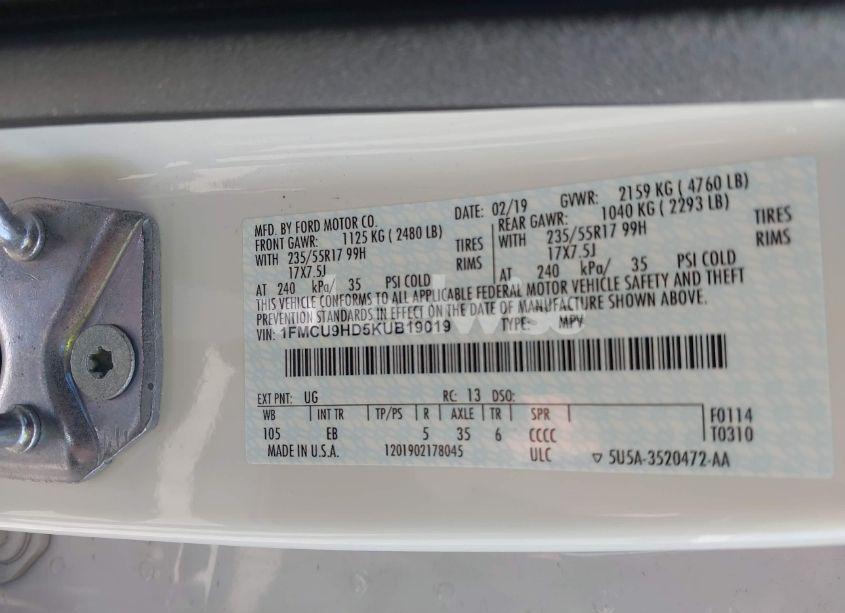 MFD. BY FORD MOTOR CO. DATE: 02/19 GVWR: 2159 KG ( 4760 LB)
FRONT GAWR: 1125 KG ( 2480 LB) REAR GAWR: 1040 KG ( 2293 LB)
WITH 235/55R17 99H TIRES WITH 235/55R17 99H TIRES
17X7.5J RIMS 17X7.5J RIMS
AT 240 kPa/ 35 PSI COLD AT 240 kPa/ 35 PSI COLD
THIS VEHICLE CONFORMS TO ALL APPLICABLE FEDERAL MOTOR VEHICLE SAFETY AND THEFT
PREVENTION STANDARDS IN EFFECT ON THE DATE OF MANUFACTURE SHOWN ABOVE.
VIN: 1FMCU9HD5KUB19019 TYPE: MPV
EXT PNT: UG RC: 13 DSO:
WB INT TR TP/PS R AXLE TR SPR F0114
105 EB 5 35 6 CCCC T0310
MADE IN U.S.A. 1201902178045 ULC ▽ 5U5A-3520472-AA